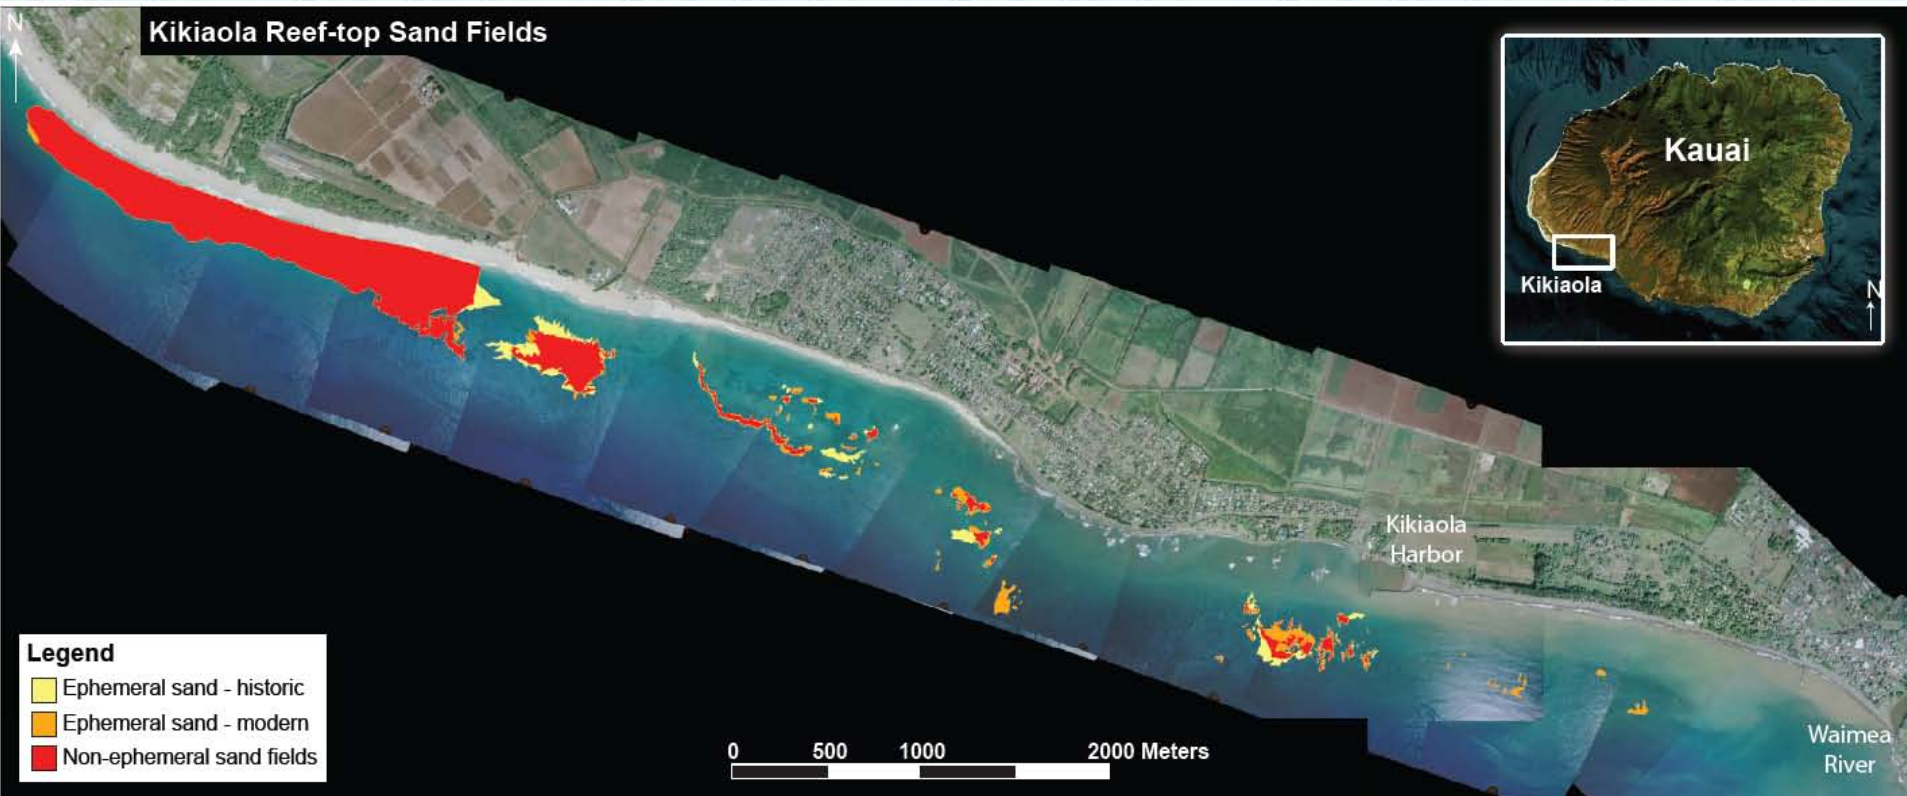 N
Kikiaola Reef-top Sand Fields
Kauai
Kikiaola
N
Kikiaola
Harbor
Waimea
River
Legend
Ephemeral sand - historic
Ephemeral sand - modern
Non-ephemeral sand fields
0 500 1000 2000 Meters